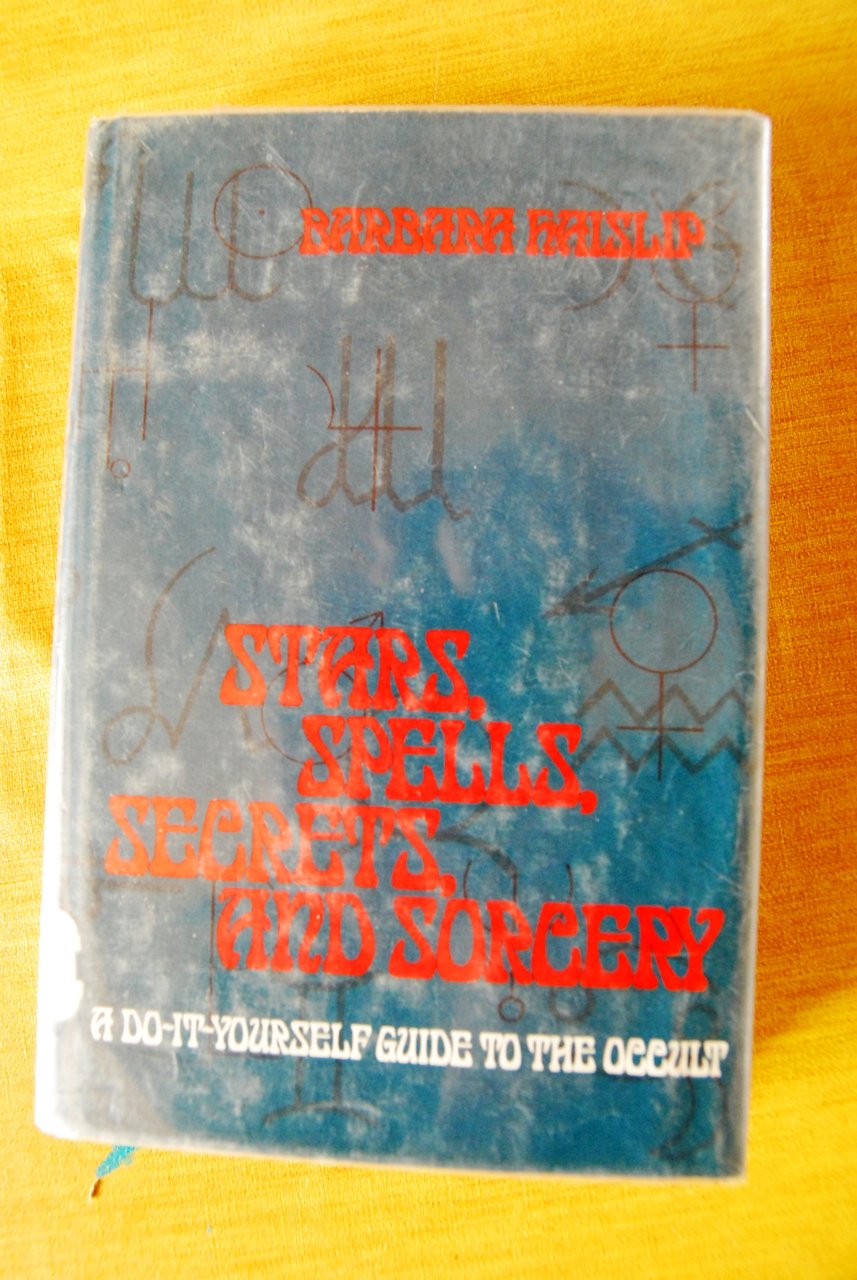 BARBARA HAISLIP
STARS,
SPELLS,
SECRETS,
AND SORCERY
A DO-IT-YOURSELF GUIDE TO THE OCCULT